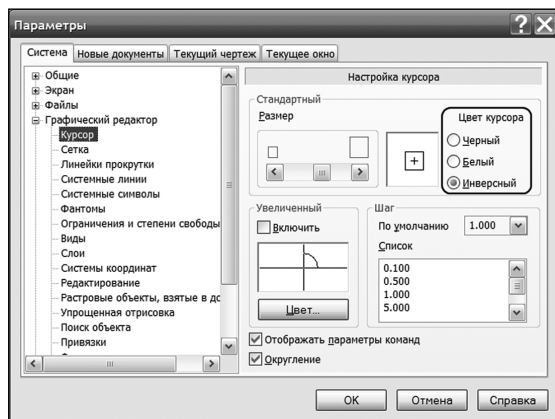 Параметры
Система
Новые документы
Текущий чертеж
Текущее окно
Общие
Экран
Файлы
Графический редактор
Курсор
Сетка
Линейки прокрутки
Системные линии
Системные символы
Фантомы
Ограничения и степени свободы
Виды
Слои
Системы координат
Редактирование
Растровые объекты, взятые в до
Упрощенная отрисовка
Поиск объекта
Привязки
Настройка курсора
Стандартный
Размер
Цвет курсора
Черный
Белый
Инверсный
Увеличенный
Включить
Цвет...
Шаг
По умолчанию
1.000
Список
0.100
0.500
1.000
5.000
Отображать параметры команд
Округление
OK
Отмена
Справка